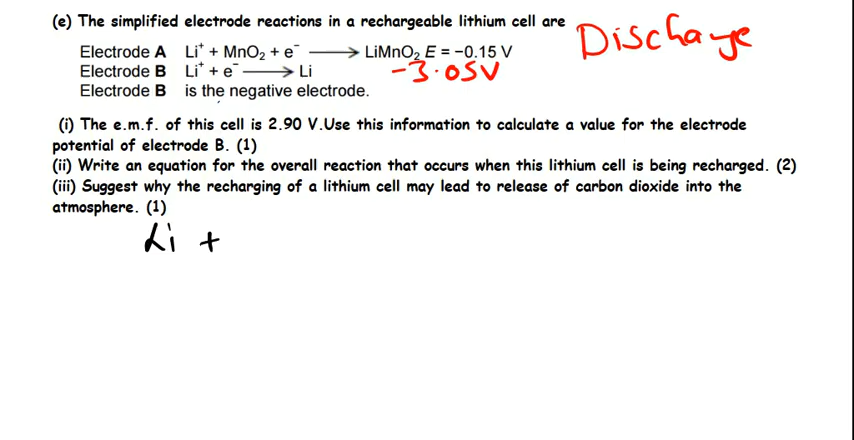 (e) The simplified electrode reactions in a rechargeable lithium cell are
Discharge
Electrode A Li⁺ + MnO₂ + e⁻ ⟶ LiMnO₂ E = −0.15 V
Electrode B Li⁺ + e⁻ ⟶ Li −3.05V
Electrode B is the negative electrode.
(i) The e.m.f. of this cell is 2.90 V.Use this information to calculate a value for the electrode
potential of electrode B. (1)
(ii) Write an equation for the overall reaction that occurs when this lithium cell is being recharged. (2)
(iii) Suggest why the recharging of a lithium cell may lead to release of carbon dioxide into the
atmosphere. (1)
Li +